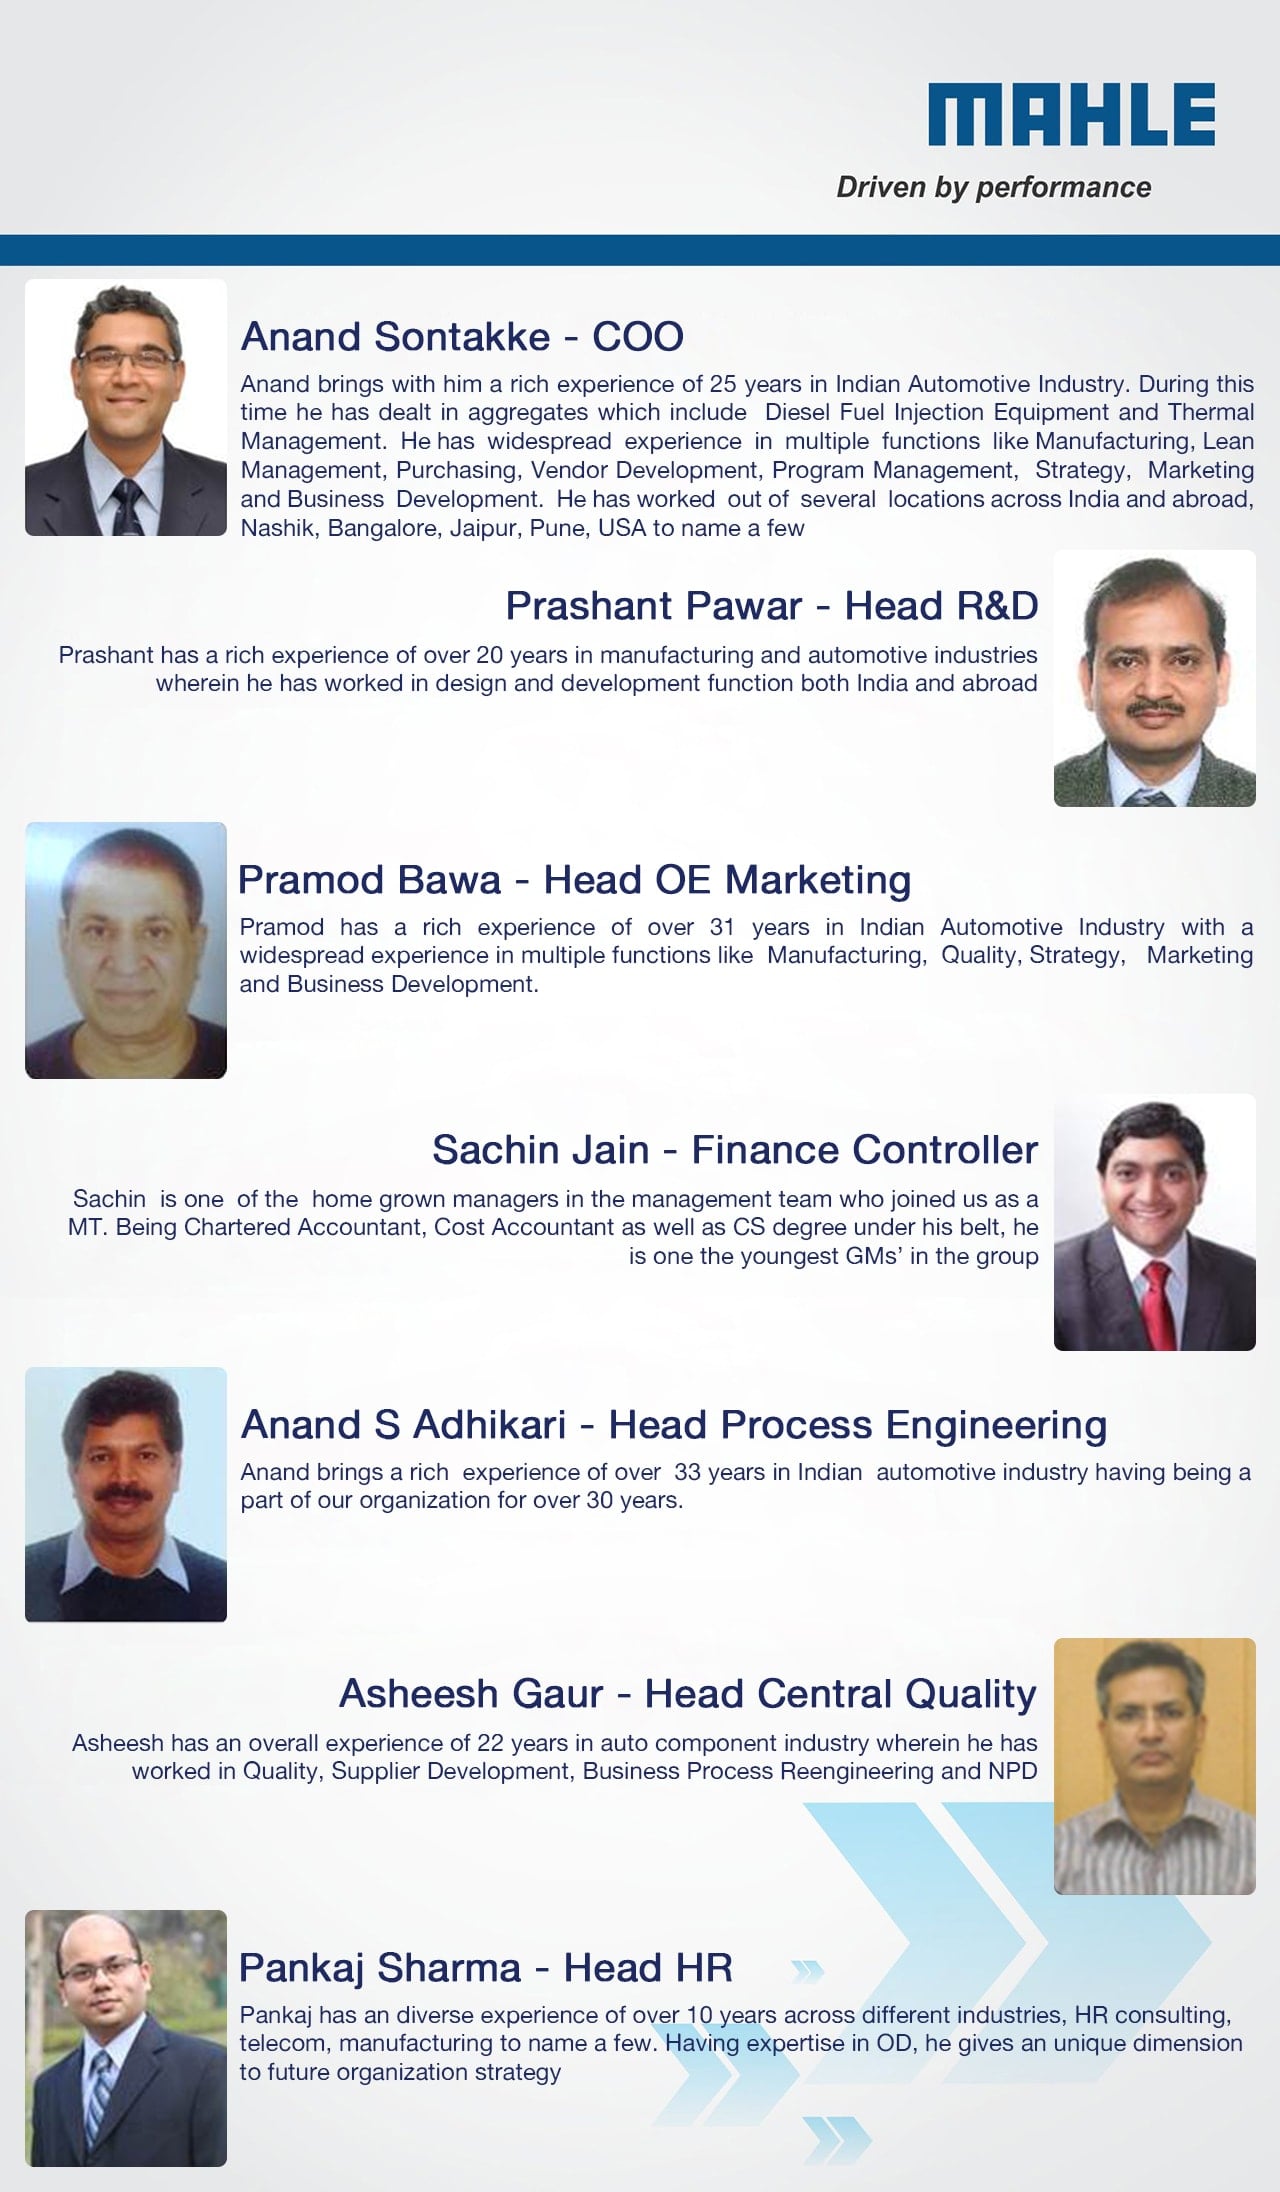 MAHLE
Driven by performance
Anand Sontakke - COO
Anand brings with him a rich experience of 25 years in Indian Automotive Industry. During this
time he has dealt in aggregates which include Diesel Fuel Injection Equipment and Thermal
Management. He has widespread experience in multiple functions like Manufacturing, Lean
Management, Purchasing, Vendor Development, Program Management, Strategy, Marketing
and Business Development. He has worked out of several locations across India and abroad,
Nashik, Bangalore, Jaipur, Pune, USA to name a few
Prashant Pawar - Head R&D
Prashant has a rich experience of over 20 years in manufacturing and automotive industries
wherein he has worked in design and development function both India and abroad
Pramod Bawa - Head OE Marketing
Pramod has a rich experience of over 31 years in Indian Automotive Industry with a
widespread experience in multiple functions like Manufacturing, Quality, Strategy, Marketing
and Business Development.
Sachin Jain - Finance Controller
Sachin is one of the home grown managers in the management team who joined us as a
MT. Being Chartered Accountant, Cost Accountant as well as CS degree under his belt, he
is one the youngest GMs’ in the group
Anand S Adhikari - Head Process Engineering
Anand brings a rich experience of over 33 years in Indian automotive industry having being a
part of our organization for over 30 years.
Asheesh Gaur - Head Central Quality
Asheesh has an overall experience of 22 years in auto component industry wherein he has
worked in Quality, Supplier Development, Business Process Reengineering and NPD
Pankaj Sharma - Head HR
Pankaj has an diverse experience of over 10 years across different industries, HR consulting,
telecom, manufacturing to name a few. Having expertise in OD, he gives an unique dimension
to future organization strategy